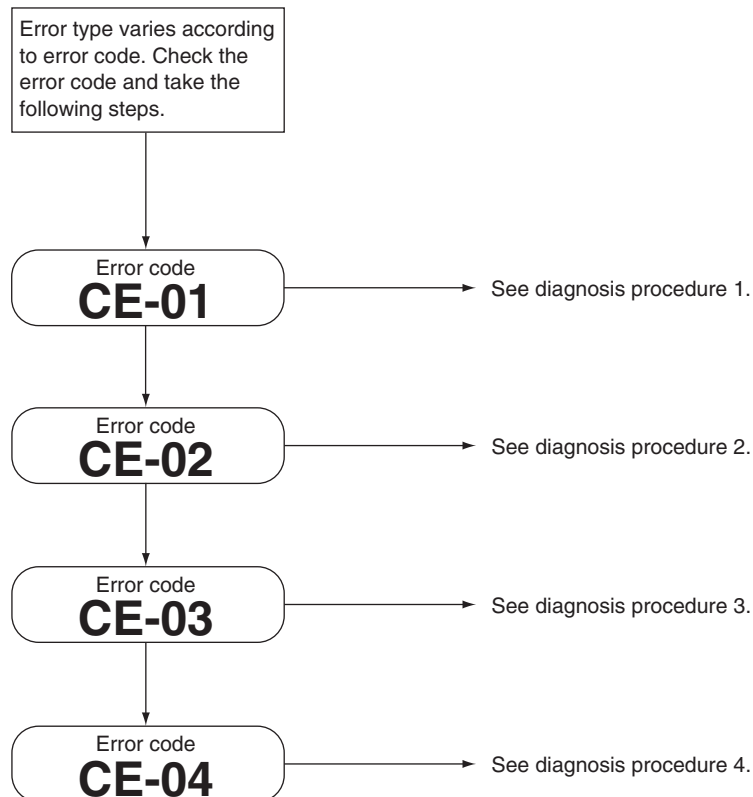 Error type varies according
to error code. Check the
error code and take the
following steps.
Error code
CE-01
See diagnosis procedure 1.
Error code
CE-02
See diagnosis procedure 2.
Error code
CE-03
See diagnosis procedure 3.
Error code
CE-04
See diagnosis procedure 4.